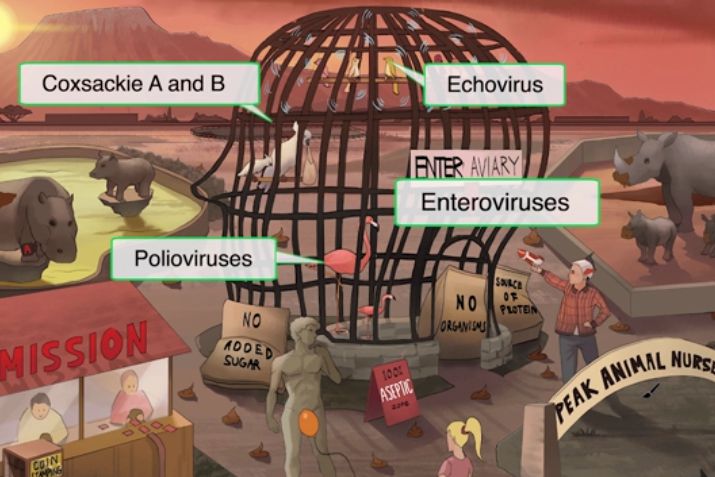 Coxsackie A and B
Echovirus
ENTER AVIARY
Enteroviruses
Polioviruses
NO
ADDED
SUGAR
NO
ORGANISMS
SOURCE
OF
PROTEIN
MISSION
100%
ASEPTIC
ZONE
PEAK ANIMAL NURSE
A
COIN